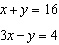 x + y = 16
3x − y = 4